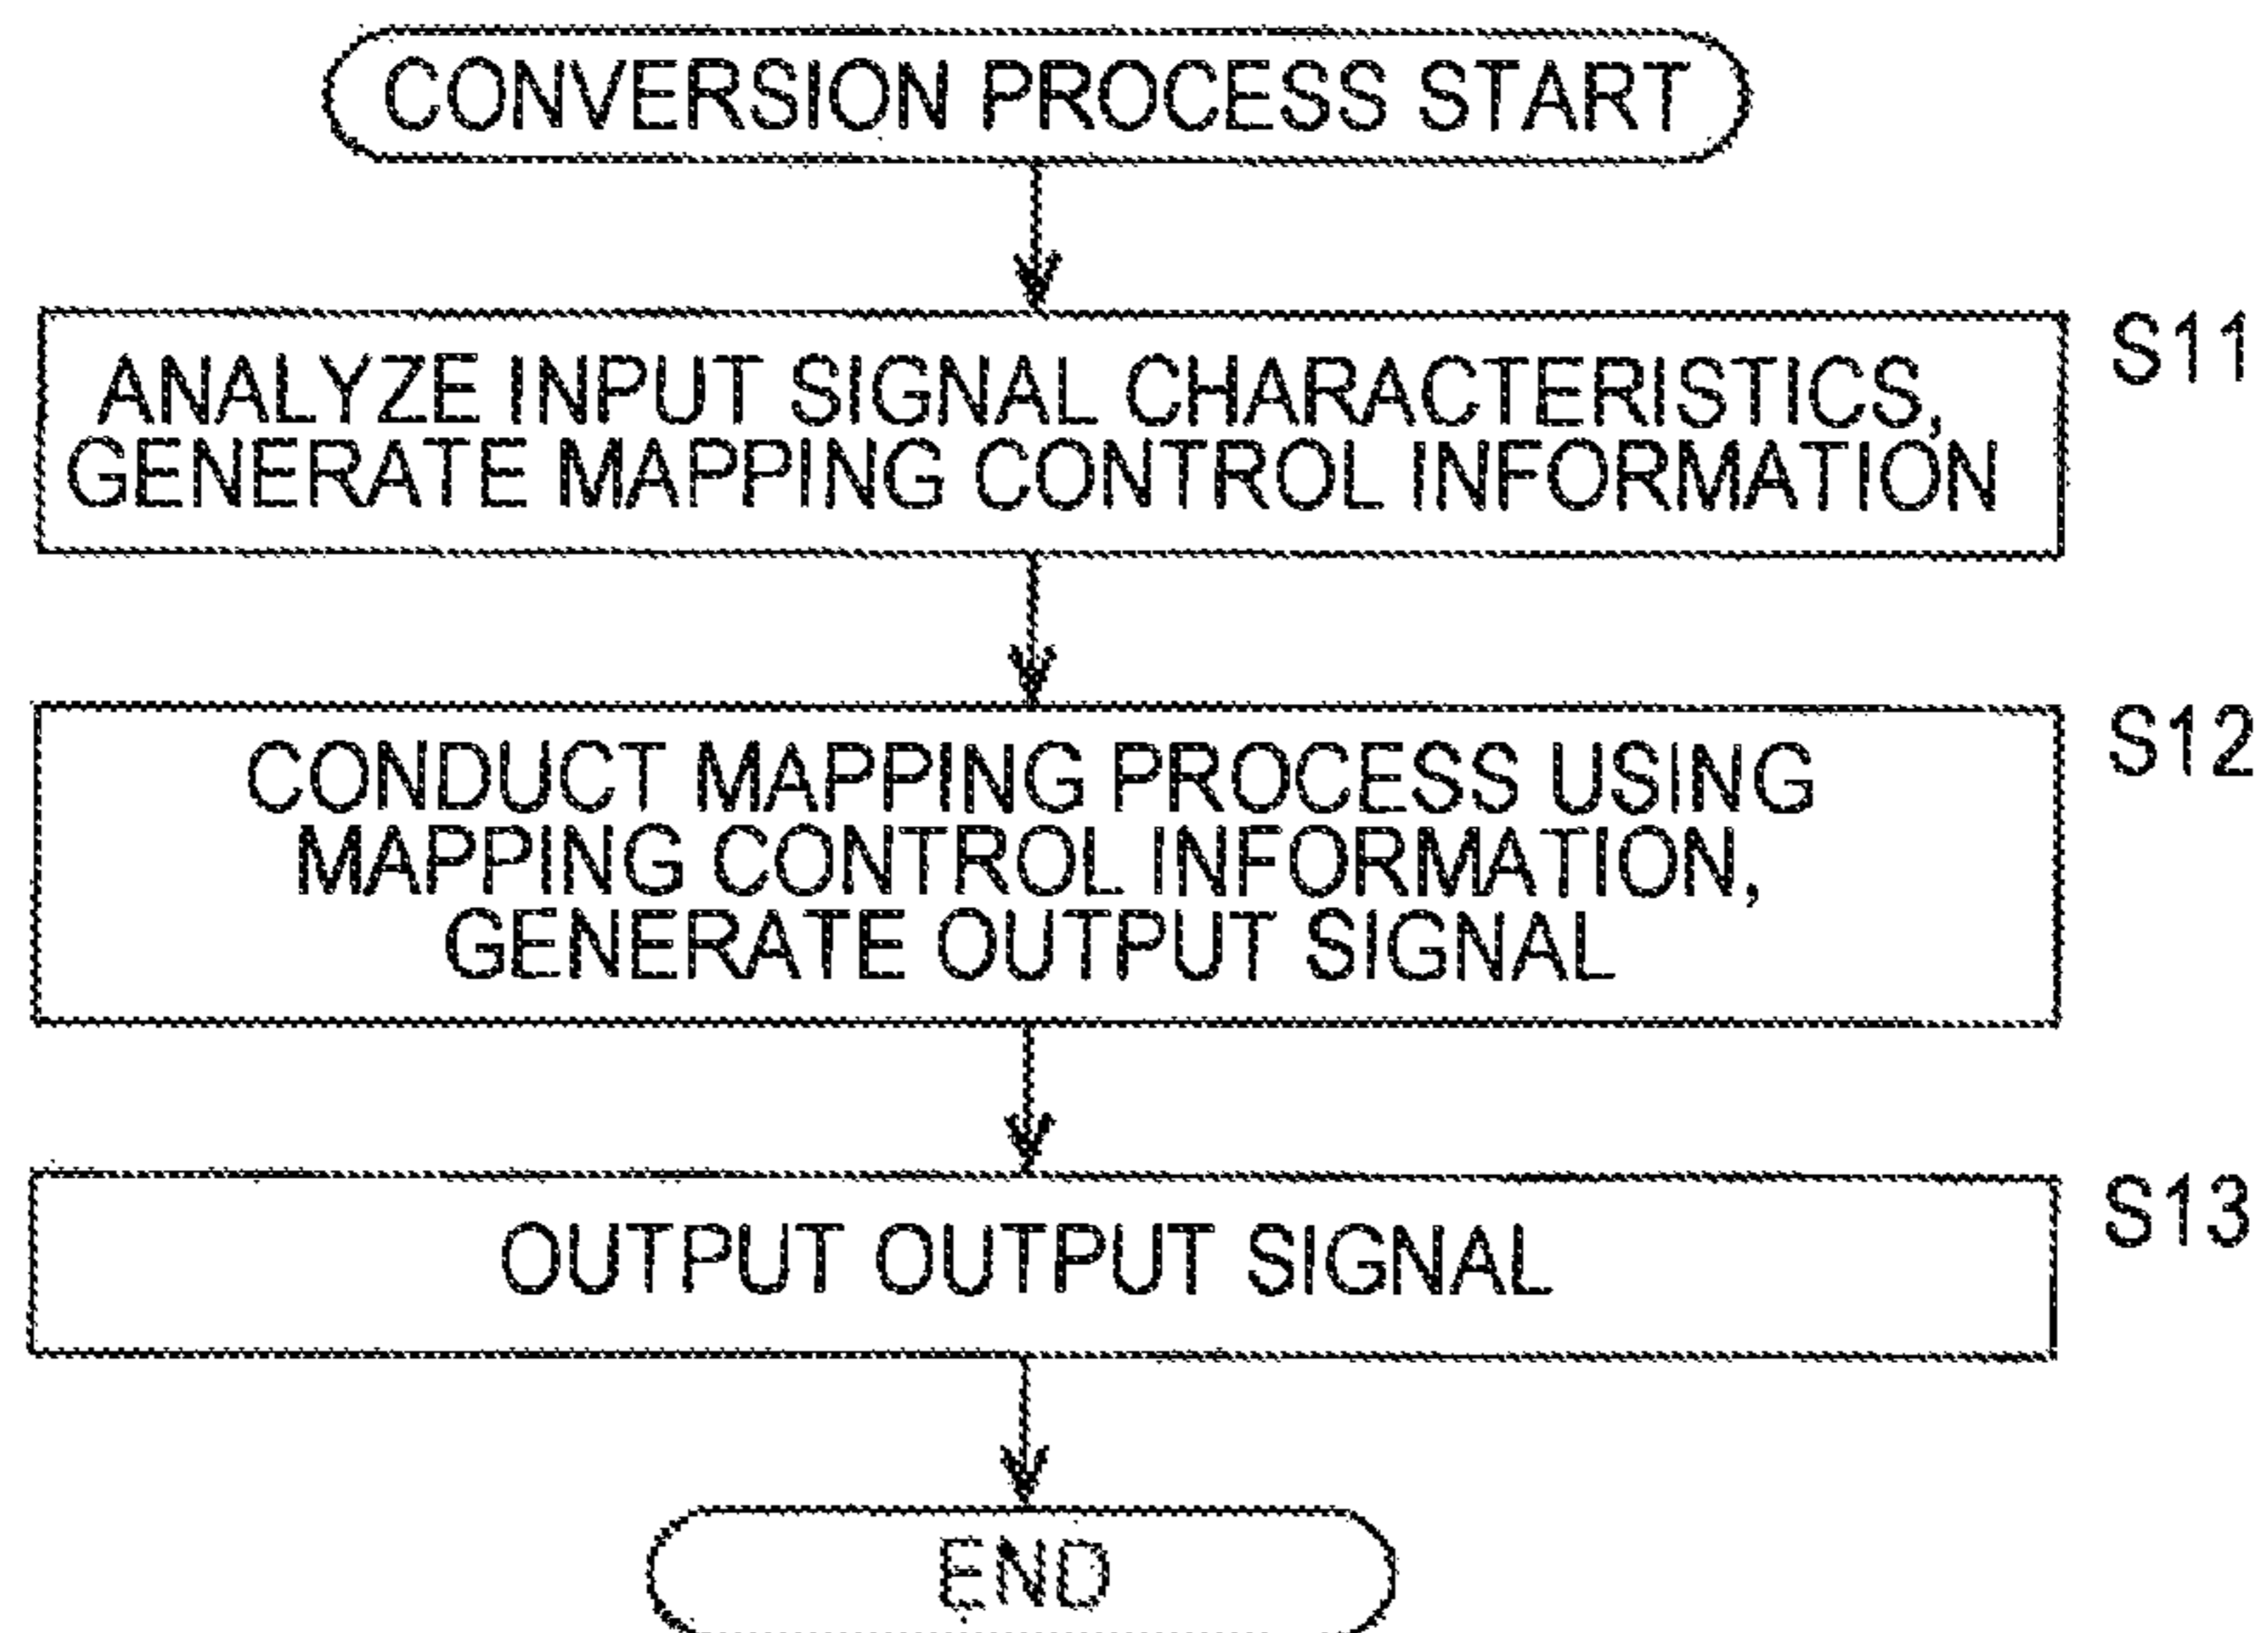 CONVERSION PROCESS START
ANALYZE INPUT SIGNAL CHARACTERISTICS,
GENERATE MAPPING CONTROL INFORMATION
S11
CONDUCT MAPPING PROCESS USING
MAPPING CONTROL INFORMATION,
GENERATE OUTPUT SIGNAL
S12
OUTPUT OUTPUT SIGNAL
S13
END